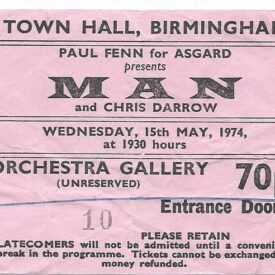 TOWN HALL, BIRMINGHA
PAUL FENN for ASGARD
presents
MAN
and CHRIS DARROW
WEDNESDAY, 15th MAY, 1974,
at 1930 hours
ORCHESTRA GALLERY 70
(UNRESERVED)
10 Entrance Door
PLEASE RETAIN
LATECOMERS will not be admitted until a convenie
break in the programme. Tickets cannot be exchanged
money refunded.